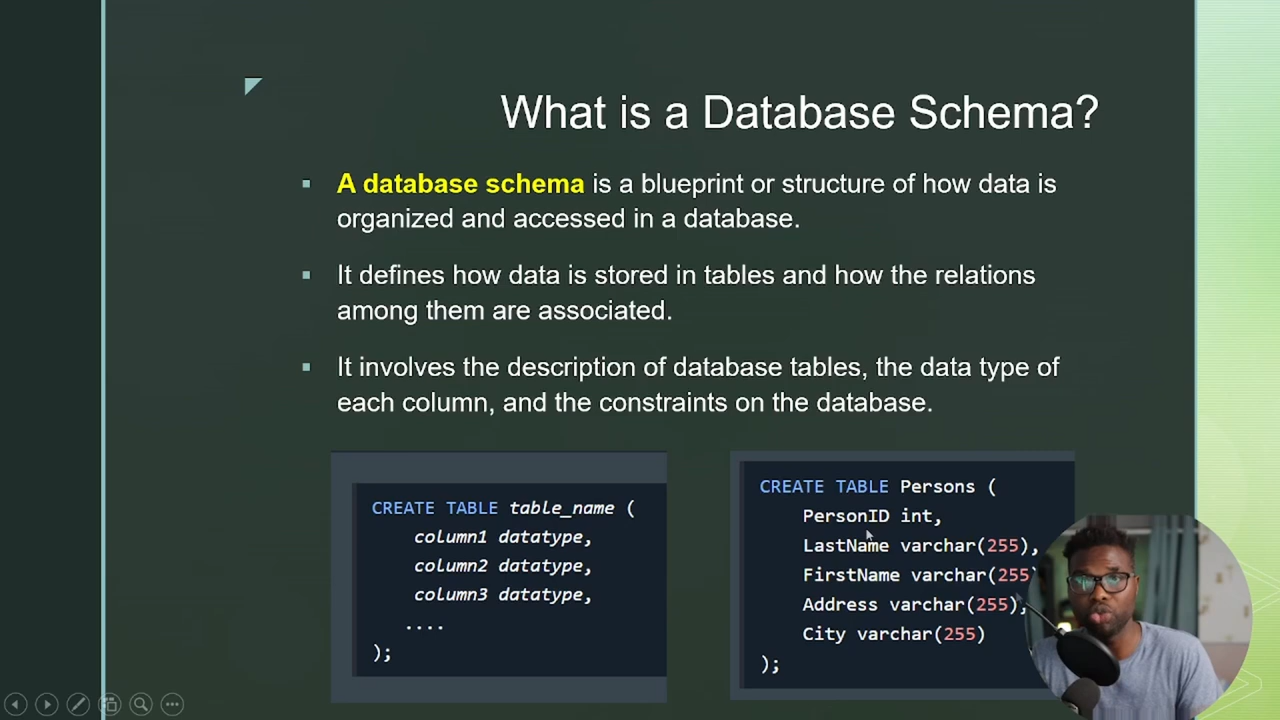 What is a Database Schema?
A database schema is a blueprint or structure of how data is
organized and accessed in a database.
It defines how data is stored in tables and how the relations
among them are associated.
It involves the description of database tables, the data type of
each column, and the constraints on the database.
CREATE TABLE table_name (
column1 datatype,
column2 datatype,
column3 datatype,
....
);
CREATE TABLE Persons (
PersonID int,
LastName varchar(255),
FirstName varchar(255)
Address varchar(255),
City varchar(255)
);